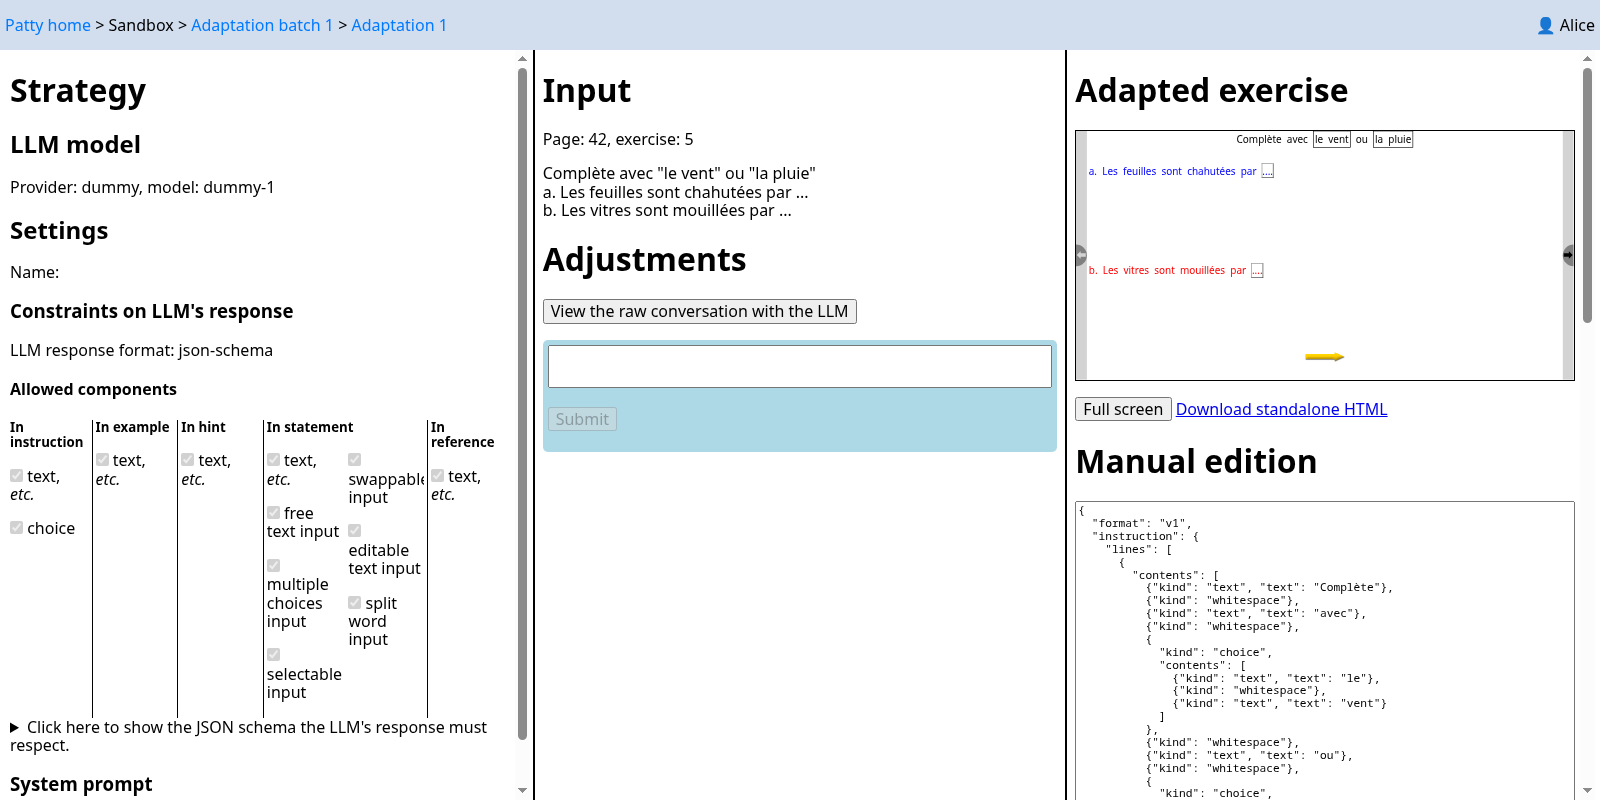 Patty home > Sandbox > Adaptation batch 1 > Adaptation 1
👤 Alice
Strategy
LLM model
Provider: dummy, model: dummy-1
Settings
Name:
Constraints on LLM's response
LLM response format: json-schema
Allowed components
In instruction
text, etc.
choice
In example
text, etc.
In hint
text, etc.
In statement
text, etc.
free text input
multiple choices input
selectable input
swappable input
editable text input
split word input
In reference
text, etc.
Click here to show the JSON schema the LLM's response must
respect.
System prompt
Input
Page: 42, exercise: 5
Complète avec "le vent" ou "la pluie"
a. Les feuilles sont chahutées par ...
b. Les vitres sont mouillées par ...
Adjustments
View the raw conversation with the LLM
Submit
Adapted exercise
Complète avec le vent ou la pluie
a. Les feuilles sont chahutées par ....
b. Les vitres sont mouillées par ....
Full screen Download standalone HTML
Manual edition
{
  "format": "v1",
  "instruction": {
    "lines": [
      {
        "contents": [
          {"kind": "text", "text": "Complète"},
          {"kind": "whitespace"},
          {"kind": "text", "text": "avec"},
          {"kind": "whitespace"},
          {
            "kind": "choice",
            "contents": [
              {"kind": "text", "text": "le"},
              {"kind": "whitespace"},
              {"kind": "text", "text": "vent"}
            ]
          },
          {"kind": "whitespace"},
          {"kind": "text", "text": "ou"},
          {"kind": "whitespace"},
          {
            "kind": "choice",